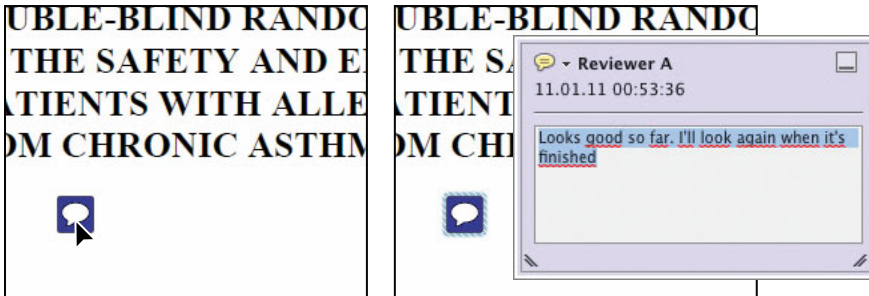 UBLE-BLIND RANDO
THE SAFETY AND
ATIENTS WITH ALLE
OM CHRONIC ASTHM
UBLE-BLIND RANDO
THE SA
ATIENT
OM CHI
Reviewer A
11.01.11 00:53:36
Looks good so far. I'll look again when it's
finished